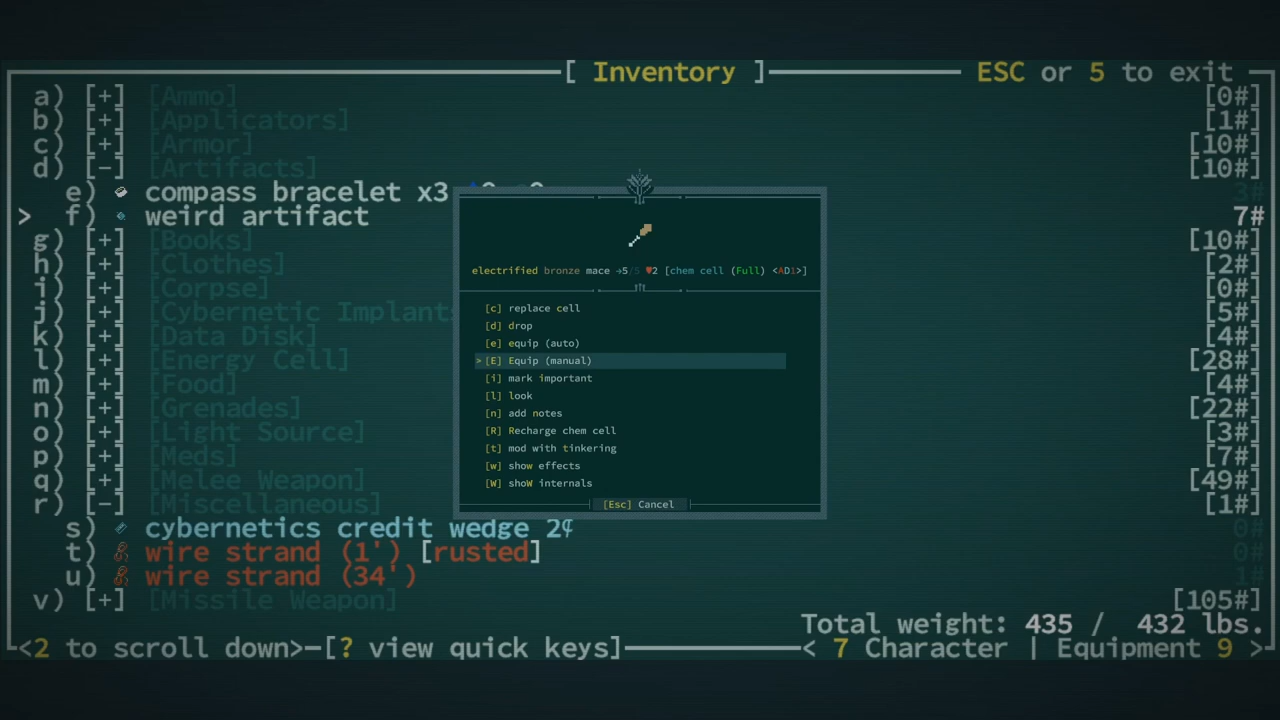 [ Inventory ] ESC or 5 to exit
a) [+] [Ammo] [0#]
b) [+] [Applicators] [1#]
c) [+] [Armor] [10#]
d) [-] [Artifacts] [10#]
e) compass bracelet x3 3#
> f) weird artifact 7#
g) [+] [Books] [10#]
h) [+] [Clothes] [2#]
i) [+] [Corpse] [0#]
j) [+] [Cybernetic Implants [5#]
k) [+] [Data Disk] [4#]
l) [+] [Energy Cell] [28#]
m) [+] [Food] [4#]
n) [+] [Grenades] [22#]
o) [+] [Light Source] [3#]
p) [+] [Meds] [7#]
q) [+] [Melee Weapon] [49#]
r) [-] [Miscellaneous] [1#]
s) cybernetics credit wedge 2¢ 0#
t) wire strand (1') [rusted] 0#
u) wire strand (34') 1#
v) [+] [Missile Weapon] [105#]
Total weight: 435 / 432 lbs.
<2 to scroll down> [? view quick keys] < 7 Character | Equipment 9 >
electrified bronze mace →5/5 ♥2 [chem cell (Full) <AD1>]
[c] replace cell
[d] drop
[e] equip (auto)
> [E] Equip (manual)
[i] mark important
[l] look
[n] add notes
[R] Recharge chem cell
[t] mod with tinkering
[w] show effects
[W] shoW internals
[Esc] Cancel